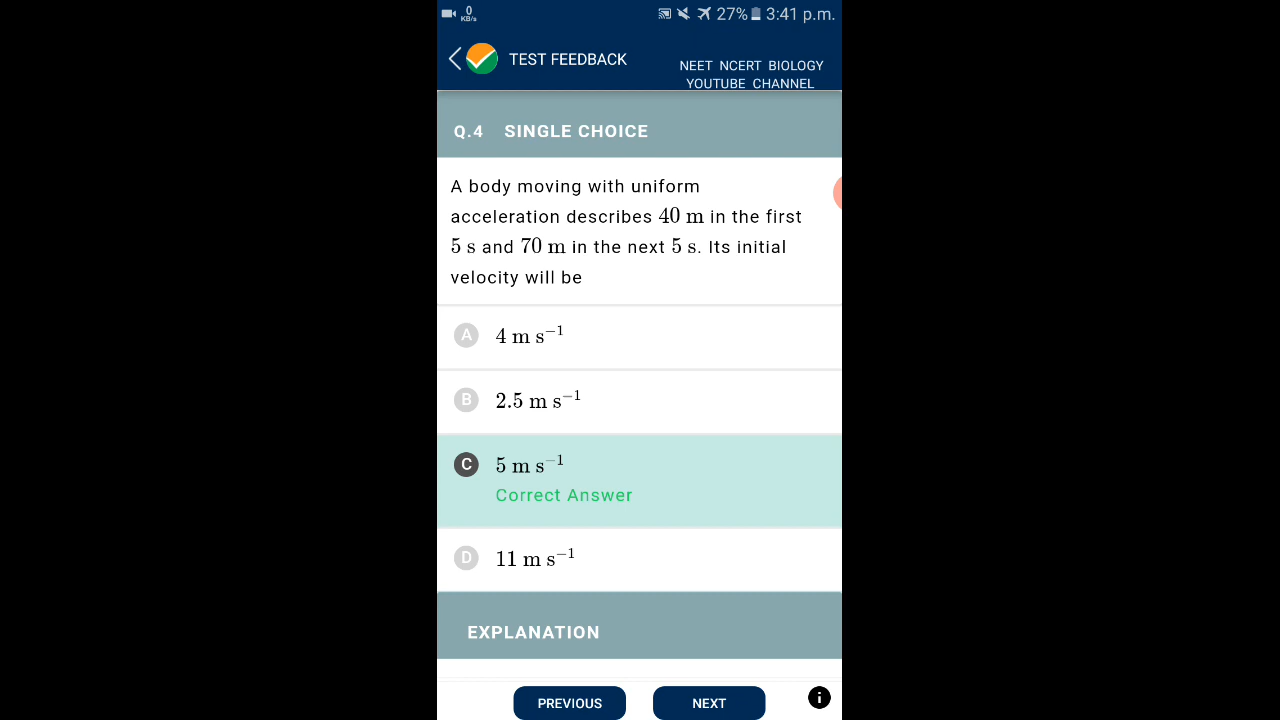 0
KB/s
27% 3:41 p.m.
TEST FEEDBACK
NEET NCERT BIOLOGY
YOUTUBE CHANNEL
Q.4 SINGLE CHOICE
A body moving with uniform
acceleration describes 40 m in the first
5 s and 70 m in the next 5 s. Its initial
velocity will be
A 4 m s⁻¹
B 2.5 m s⁻¹
C 5 m s⁻¹
Correct Answer
D 11 m s⁻¹
EXPLANATION
PREVIOUS NEXT i